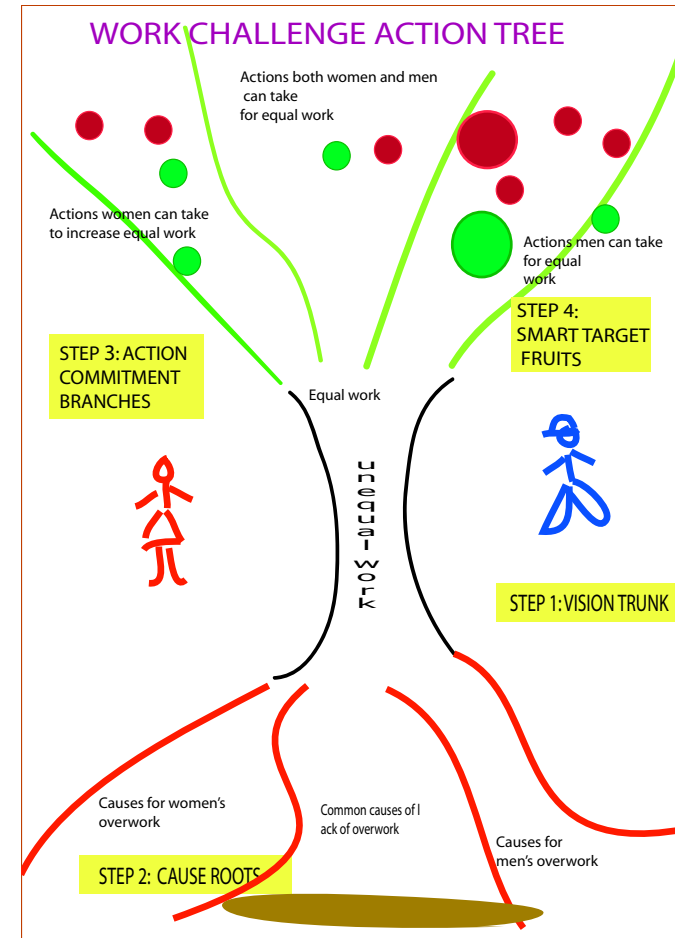 WORK CHALLENGE ACTION TREE
Actions both women and men
can take
for equal work
Actions women can take
to increase equal work
Actions men can take
for equal
work
STEP 4:
SMART TARGET
FRUITS
STEP 3: ACTION
COMMITMENT
BRANCHES
Equal work
unequal work
STEP 1: VISION TRUNK
Causes for women's
overwork
Common causes of l
ack of overwork
Causes for
men's overwork
STEP 2: CAUSE ROOTS